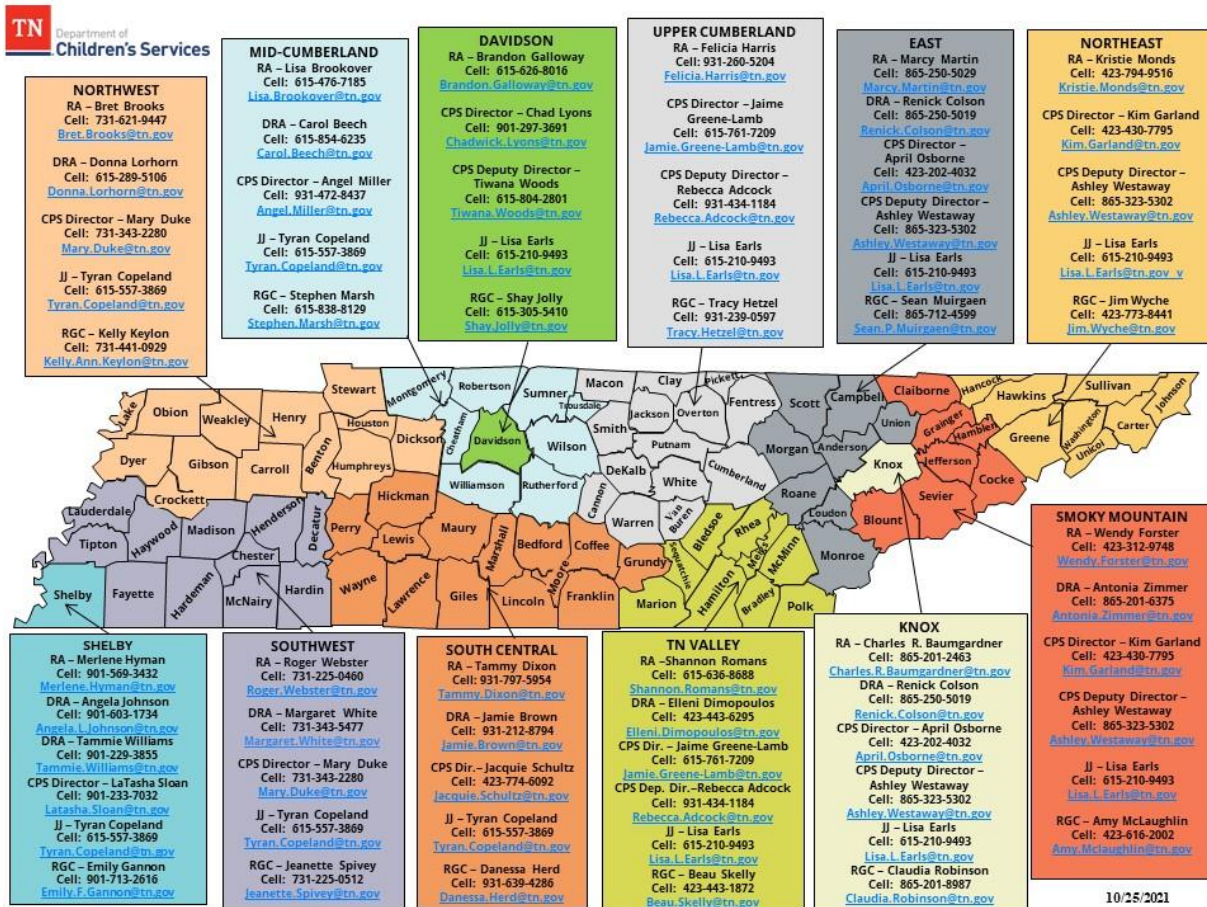 TN
Department of
Children's Services
NORTHWEST
RA – Bret Brooks
Cell: 731-621-9447
Bret.Brooks@tn.gov
DRA – Donna Lorhorn
Cell: 615-289-5106
Donna.Lorhorn@tn.gov
CPS Director – Mary Duke
Cell: 731-343-2280
Mary.Duke@tn.gov
JJ – Tyran Copeland
Cell: 615-557-3869
Tyran.Copeland@tn.gov
RGC – Kelly Keylon
Cell: 731-441-0929
Kelly.Ann.Keylon@tn.gov
MID-CUMBERLAND
RA – Lisa Brookover
Cell: 615-476-7185
Lisa.Brookover@tn.gov
DRA – Carol Beech
Cell: 615-854-6235
Carol.Beech@tn.gov
CPS Director – Angel Miller
Cell: 931-472-8437
Angel.Miller@tn.gov
JJ – Tyran Copeland
Cell: 615-557-3869
Tyran.Copeland@tn.gov
RGC – Stephen Marsh
Cell: 615-838-8129
Stephen.Marsh@tn.gov
DAVIDSON
RA – Brandon Galloway
Cell: 615-626-8016
Brandon.Galloway@tn.gov
CPS Director – Chad Lyons
Cell: 901-297-3691
Chadwick.Lyons@tn.gov
CPS Deputy Director –
Tiwana Woods
Cell: 615-804-2801
Tiwana.Woods@tn.gov
JJ – Lisa Earls
Cell: 615-210-9493
Lisa.L.Earls@tn.gov
RGC – Shay Jolly
Cell: 615-305-5410
Shay.Jolly@tn.gov
UPPER CUMBERLAND
RA – Felicia Harris
Cell: 931-260-5204
Felicia.Harris@tn.gov
CPS Director – Jaime
Greene-Lamb
Cell: 615-761-7209
Jamie.Greene-Lamb@tn.gov
CPS Deputy Director –
Rebecca Adcock
Cell: 931-434-1184
Rebecca.Adcock@tn.gov
JJ – Lisa Earls
Cell: 615-210-9493
Lisa.L.Earls@tn.gov
RGC – Tracy Hetzel
Cell: 931-239-0597
Tracy.Hetzel@tn.gov
EAST
RA – Marcy Martin
Cell: 865-250-5029
Marcy.Martin@tn.gov
DRA – Renick Colson
Cell: 865-250-5019
Renick.Colson@tn.gov
CPS Director –
April Osborne
Cell: 423-202-4032
April.Osborne@tn.gov
CPS Deputy Director –
Ashley Westaway
Cell: 865-323-5302
Ashley.Westaway@tn.gov
JJ – Lisa Earls
Cell: 615-210-9493
Lisa.L.Earls@tn.gov
RGC – Sean Muirgaen
Cell: 865-712-4599
Sean.P.Muirgaen@tn.gov
NORTHEAST
RA – Kristie Monds
Cell: 423-794-9516
Kristie.Monds@tn.gov
CPS Director – Kim Garland
Cell: 423-430-7795
Kim.Garland@tn.gov
CPS Deputy Director –
Ashley Westaway
Cell: 865-323-5302
Ashley.Westaway@tn.gov
JJ – Lisa Earls
Cell: 615-210-9493
Lisa.L.Earls@tn.gov v
RGC – Jim Wyche
Cell: 423-773-8441
Jim.Wyche@tn.gov
Lake
Obion
Weakley
Henry
Stewart
Houston
Dickson
Humphreys
Benton
Carroll
Gibson
Dyer
Crockett
Montgomery
Robertson
Sumner
Trousdale
Cheatham
Davidson
Wilson
Williamson
Rutherford
Macon
Clay
Pickett
Fentress
Jackson
Overton
Smith
Putnam
DeKalb
White
Cumberland
Cannon
Warren
Van
Buren
Scott
Campbell
Union
Morgan
Anderson
Roane
Loudon
Monroe
Knox
Claiborne
Grainger
Hamblen
Jefferson
Cocke
Sevier
Blount
Hancock
Hawkins
Sullivan
Johnson
Washington
Carter
Greene
Unicoi
Lauderdale
Haywood
Madison
Henderson
Decatur
Tipton
Chester
Fayette
Hardeman
McNairy
Hardin
Shelby
Hickman
Perry
Lewis
Maury
Marshall
Bedford
Coffee
Grundy
Wayne
Lawrence
Giles
Lincoln
Moore
Franklin
Sequatchie
Bledsoe
Rhea
Meigs
McMinn
Marion
Hamilton
Bradley
Polk
SHELBY
RA – Merlene Hyman
Cell: 901-569-3432
Merlene.Hyman@tn.gov
DRA – Angela Johnson
Cell: 901-603-1734
Angela.L.Johnson@tn.gov
DRA – Tammie Williams
Cell: 901-229-3855
Tammie.Williams@tn.gov
CPS Director – LaTasha Sloan
Cell: 901-233-7032
Latasha.Sloan@tn.gov
JJ – Tyran Copeland
Cell: 615-557-3869
Tyran.Copeland@tn.gov
RGC – Emily Gannon
Cell: 901-713-2616
Emily.F.Gannon@tn.gov
SOUTHWEST
RA – Roger Webster
Cell: 731-225-0460
Roger.Webster@tn.gov
DRA – Margaret White
Cell: 731-343-5477
Margaret.White@tn.gov
CPS Director – Mary Duke
Cell: 731-343-2280
Mary.Duke@tn.gov
JJ – Tyran Copeland
Cell: 615-557-3869
Tyran.Copeland@tn.gov
RGC – Jeanette Spivey
Cell: 731-225-0512
Jeanette.Spivey@tn.gov
SOUTH CENTRAL
RA – Tammy Dixon
Cell: 931-797-5954
Tammy.Dixon@tn.gov
DRA – Jamie Brown
Cell: 931-212-8794
Jamie.Brown@tn.gov
CPS Dir.– Jacquie Schultz
Cell: 423-774-6092
Jacquie.Schultz@tn.gov
JJ – Tyran Copeland
Cell: 615-557-3869
Tyran.Copeland@tn.gov
RGC – Danessa Herd
Cell: 931-639-4286
Danessa.Herd@tn.gov
TN VALLEY
RA –Shannon Romans
Cell: 615-636-8688
Shannon.Romans@tn.gov
DRA – Elleni Dimopoulos
Cell: 423-443-6295
Elleni.Dimopoulos@tn.gov
CPS Dir. – Jaime Greene-Lamb
Cell: 615-761-7209
Jamie.Greene-Lamb@tn.gov
CPS Dep. Dir.–Rebecca Adcock
Cell: 931-434-1184
Rebecca.Adcock@tn.gov
JJ – Lisa Earls
Cell: 615-210-9493
Lisa.L.Earls@tn.gov
RGC – Beau Skelly
Cell: 423-443-1872
Beau.Skelly@tn.gov
KNOX
RA – Charles R. Baumgardner
Cell: 865-201-2463
Charles.R.Baumgardner@tn.gov
DRA – Renick Colson
Cell: 865-250-5019
Renick.Colson@tn.gov
CPS Director – April Osborne
Cell: 423-202-4032
April.Osborne@tn.gov
CPS Deputy Director –
Ashley Westaway
Cell: 865-323-5302
Ashley.Westaway@tn.gov
JJ – Lisa Earls
Cell: 615-210-9493
Lisa.L.Earls@tn.gov
RGC – Claudia Robinson
Cell: 865-201-8987
Claudia.Robinson@tn.gov
SMOKY MOUNTAIN
RA – Wendy Forster
Cell: 423-312-9748
Wendy.Forster@tn.gov
DRA – Antonia Zimmer
Cell: 865-201-6375
Antonia.Zimmer@tn.gov
CPS Director – Kim Garland
Cell: 423-430-7795
Kim.Garland@tn.gov
CPS Deputy Director –
Ashley Westaway
Cell: 865-323-5302
Ashley.Westaway@tn.gov
JJ – Lisa Earls
Cell: 615-210-9493
Lisa.L.Earls@tn.gov
RGC – Amy McLaughlin
Cell: 423-616-2002
Amy.Mclaughlin@tn.gov
10/25/2021